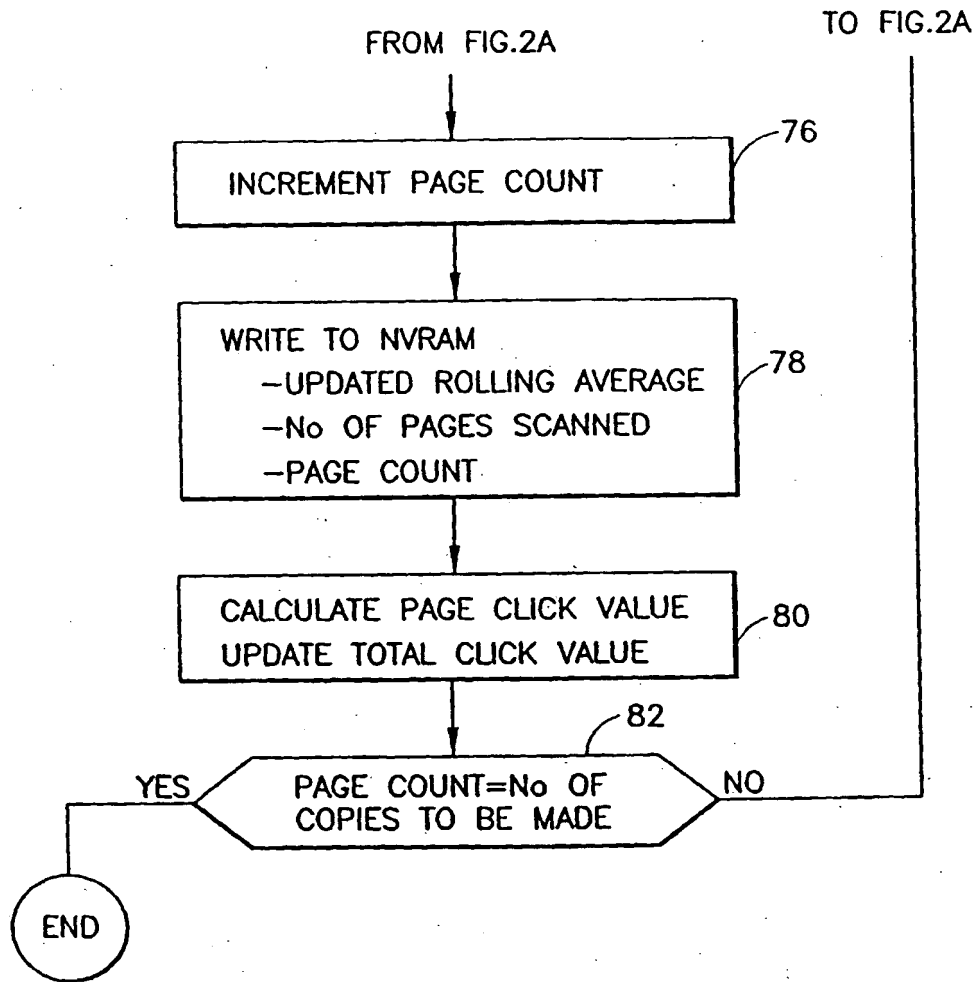 FROM FIG.2A
TO FIG.2A
76
INCREMENT PAGE COUNT
WRITE TO NVRAM
-UPDATED ROLLING AVERAGE
-No OF PAGES SCANNED
-PAGE COUNT
78
CALCULATE PAGE CLICK VALUE
UPDATE TOTAL CLICK VALUE
80
82
YES
PAGE COUNT=No OF
COPIES TO BE MADE
NO
END